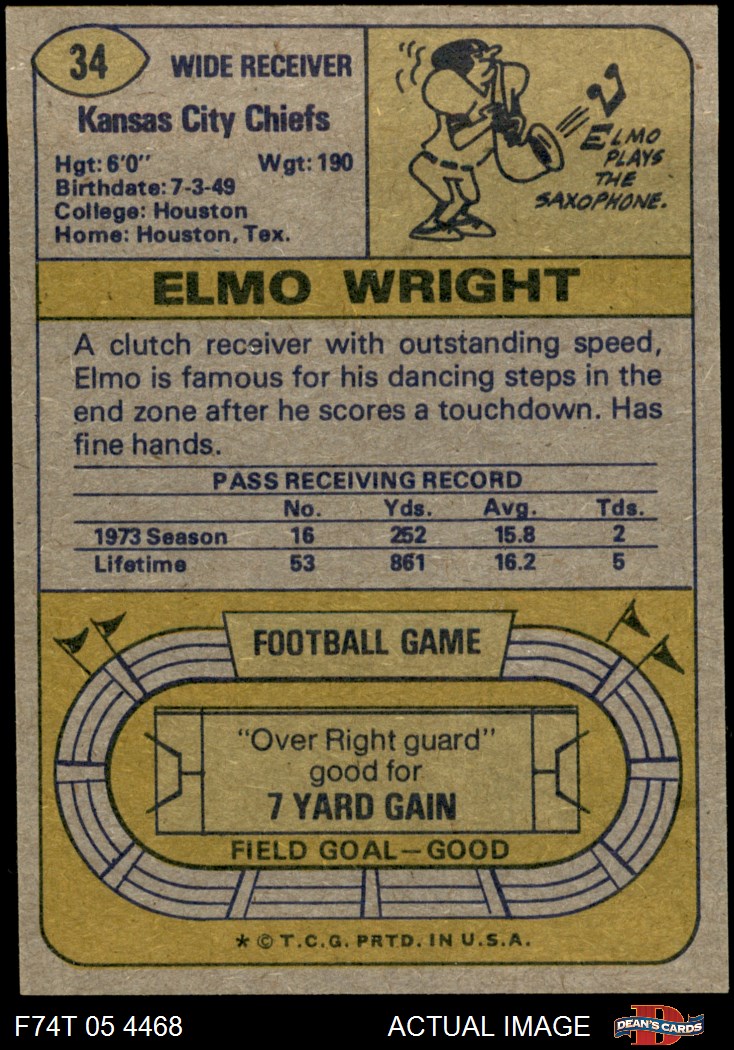 34 WIDE RECEIVER
Kansas City Chiefs
Hgt: 6'0" Wgt: 190
Birthdate: 7-3-49
College: Houston
Home: Houston, Tex.
ELMO
PLAYS
THE
SAXOPHONE.
ELMO WRIGHT
A clutch receiver with outstanding speed,
Elmo is famous for his dancing steps in the
end zone after he scores a touchdown. Has
fine hands.
PASS RECEIVING RECORD
No. Yds. Avg. Tds.
1973 Season 16 252 15.8 2
Lifetime 53 861 16.2 5
FOOTBALL GAME
"Over Right guard"
good for
7 YARD GAIN
FIELD GOAL—GOOD
* © T.C.G. PRTD. IN U.S.A.
F74T 05 4468 ACTUAL IMAGE D DEAN'S CARDS